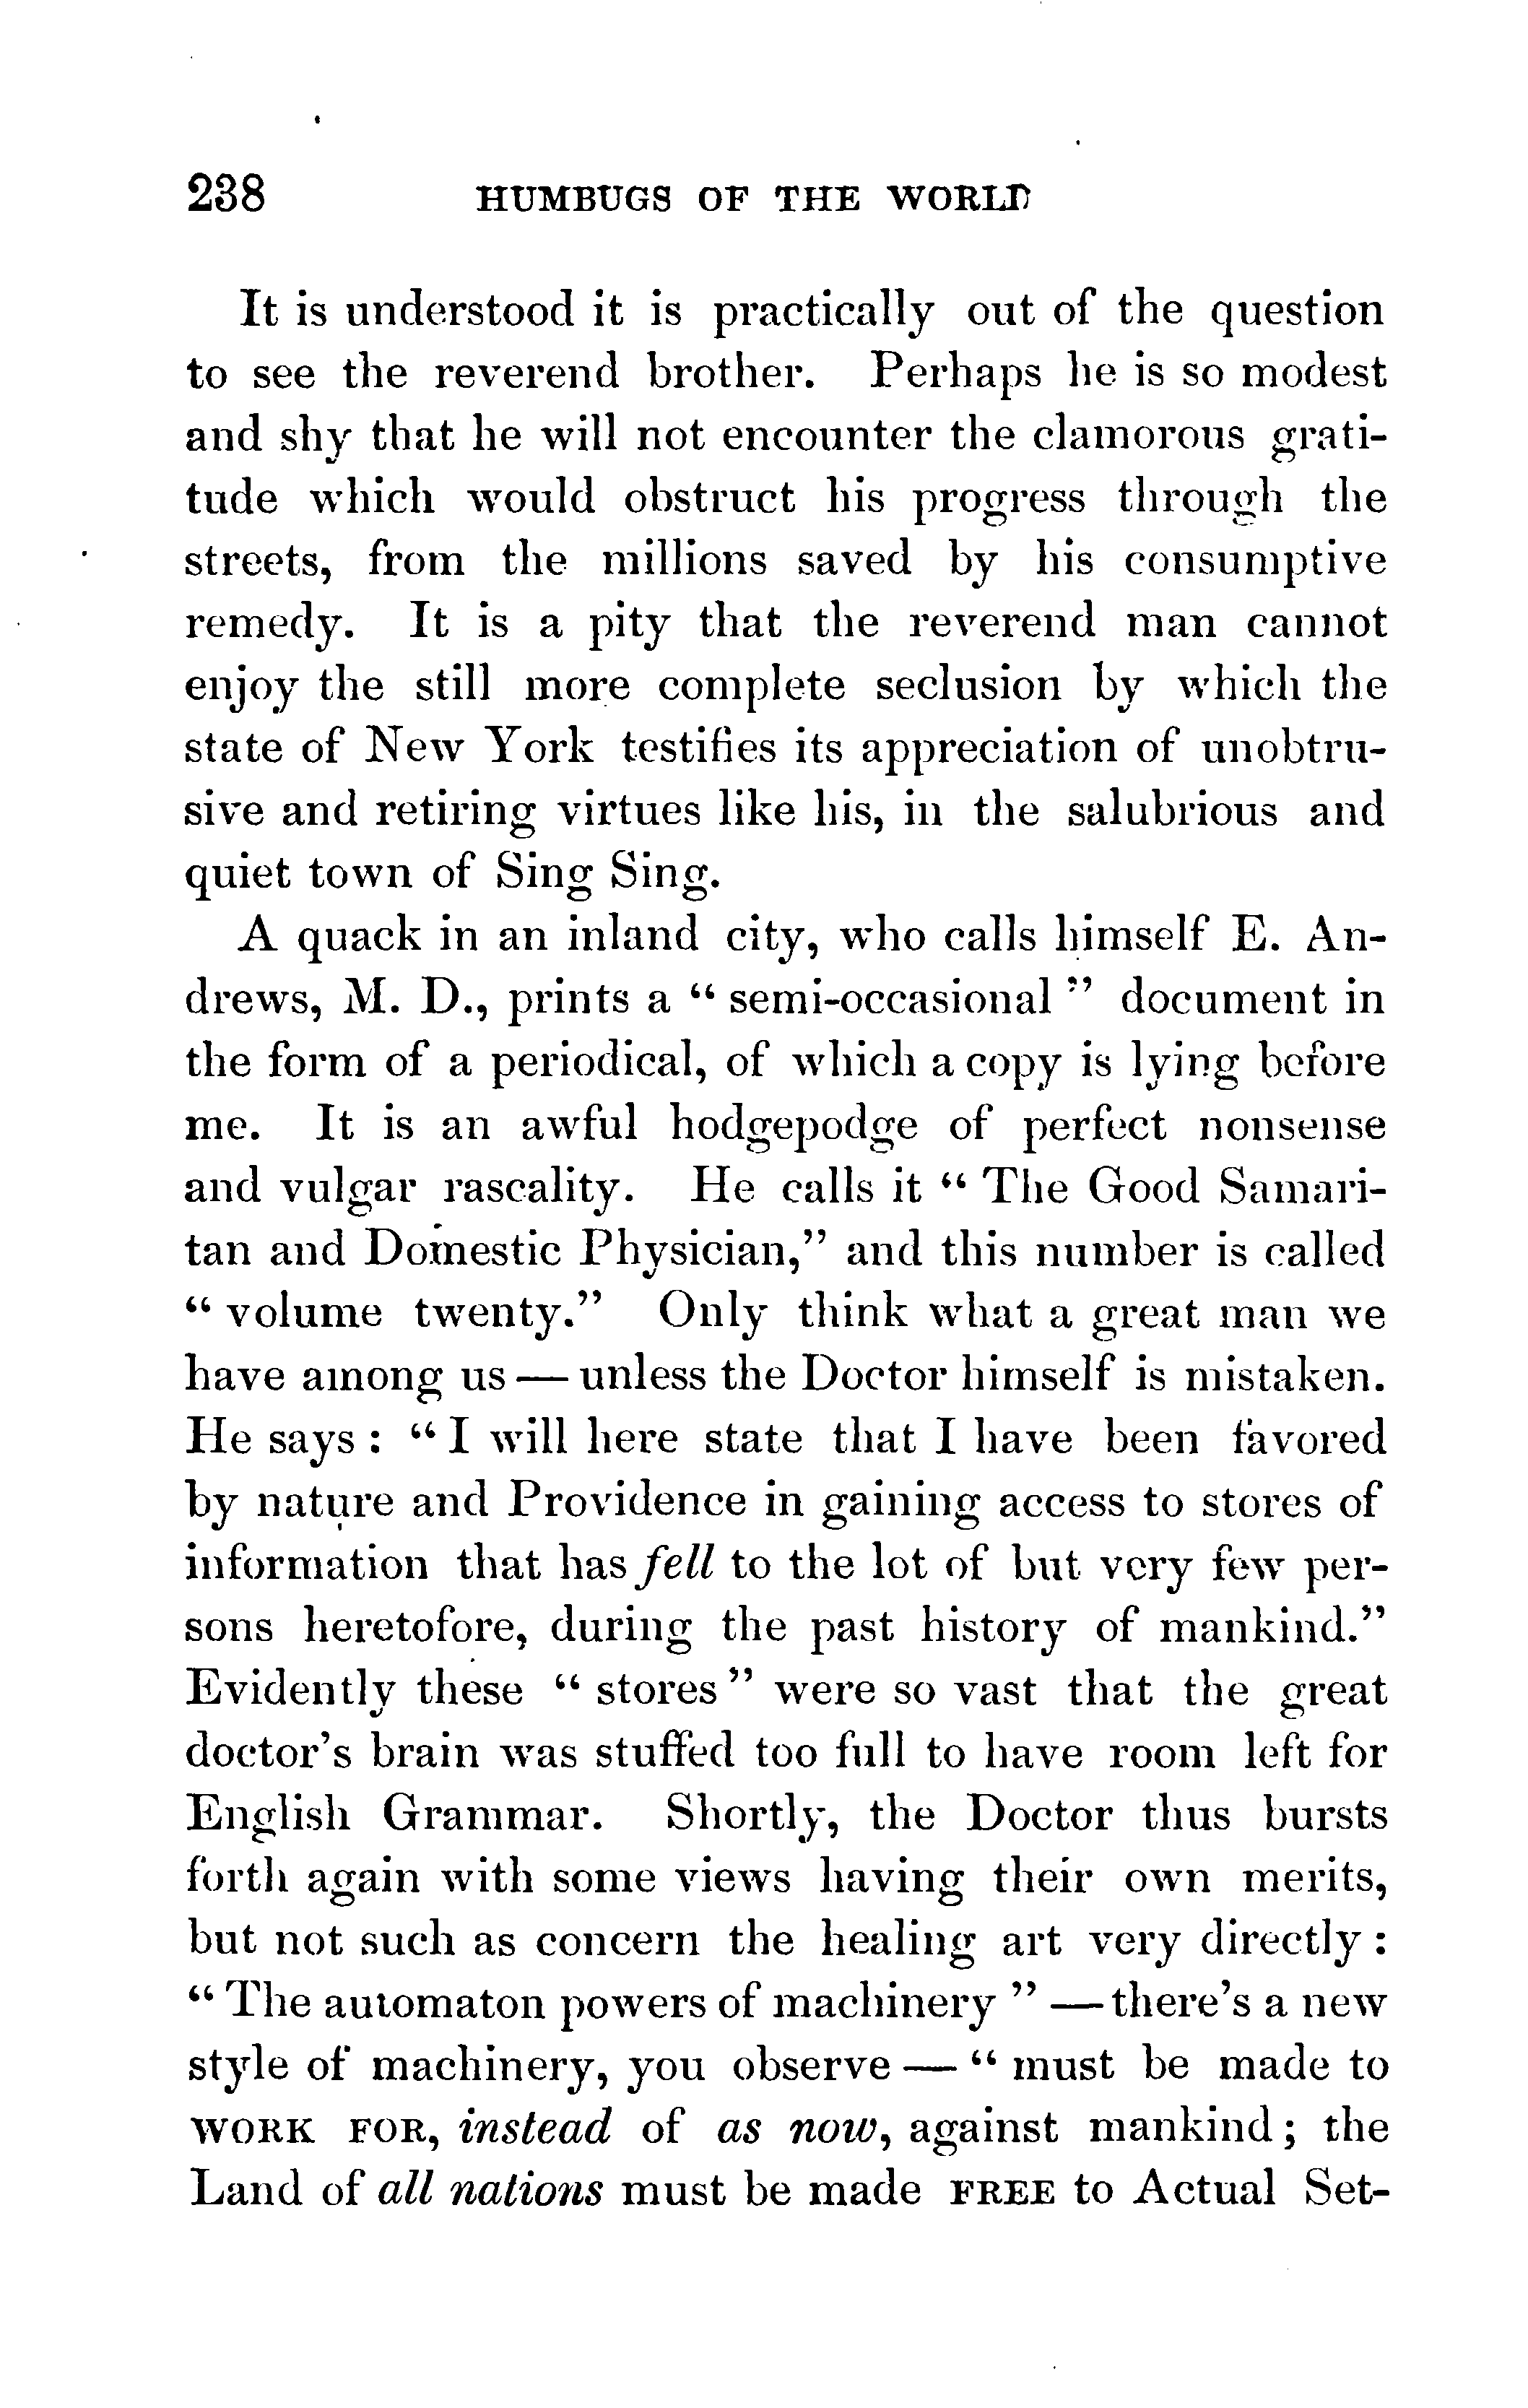 238 HUMBUGS OF THE WORLD
It is understood it is practically out of the question
to see the reverend brother. Perhaps he is so modest
and shy that he will not encounter the clamorous grati-
tude which would obstruct his progress through the
streets, from the millions saved by his consumptive
remedy. It is a pity that the reverend man cannot
enjoy the still more complete seclusion by which the
state of New York testifies its appreciation of unobtru-
sive and retiring virtues like his, in the salubrious and
quiet town of Sing Sing.
A quack in an inland city, who calls himself E. An-
drews, M. D., prints a “ semi-occasional ” document in
the form of a periodical, of which a copy is lying before
me. It is an awful hodgepodge of perfect nonsense
and vulgar rascality. He calls it “ The Good Samari-
tan and Domestic Physician,” and this number is called
“ volume twenty.” Only think what a great man we
have among us — unless the Doctor himself is mistaken.
He says : “ I will here state that I have been favored
by nature and Providence in gaining access to stores of
information that has fell to the lot of but very few per-
sons heretofore, during the past history of mankind.”
Evidently these “ stores ” were so vast that the great
doctor’s brain was stuffed too full to have room left for
English Grammar. Shortly, the Doctor thus bursts
forth again with some views having their own merits,
but not such as concern the healing art very directly :
“ The automaton powers of machinery ” — there’s a new
style of machinery, you observe — “ must be made to
WORK FOR, instead of as now, against mankind ; the
Land of all nations must be made FREE to Actual Set-